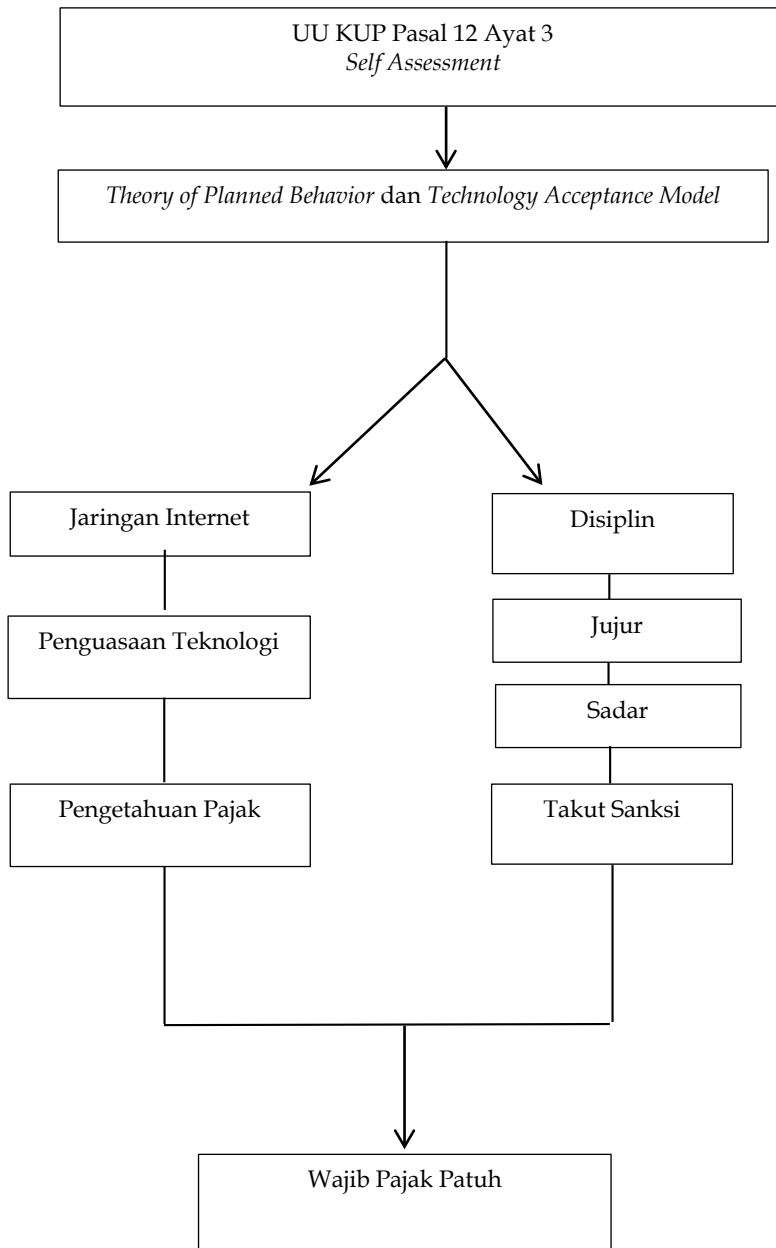 UU KUP Pasal 12 Ayat 3
Self Assessment
Theory of Planned Behavior dan Technology Acceptance Model
Jaringan Internet
Penguasaan Teknologi
Pengetahuan Pajak
Disiplin
Jujur
Sadar
Takut Sanksi
Wajib Pajak Patuh